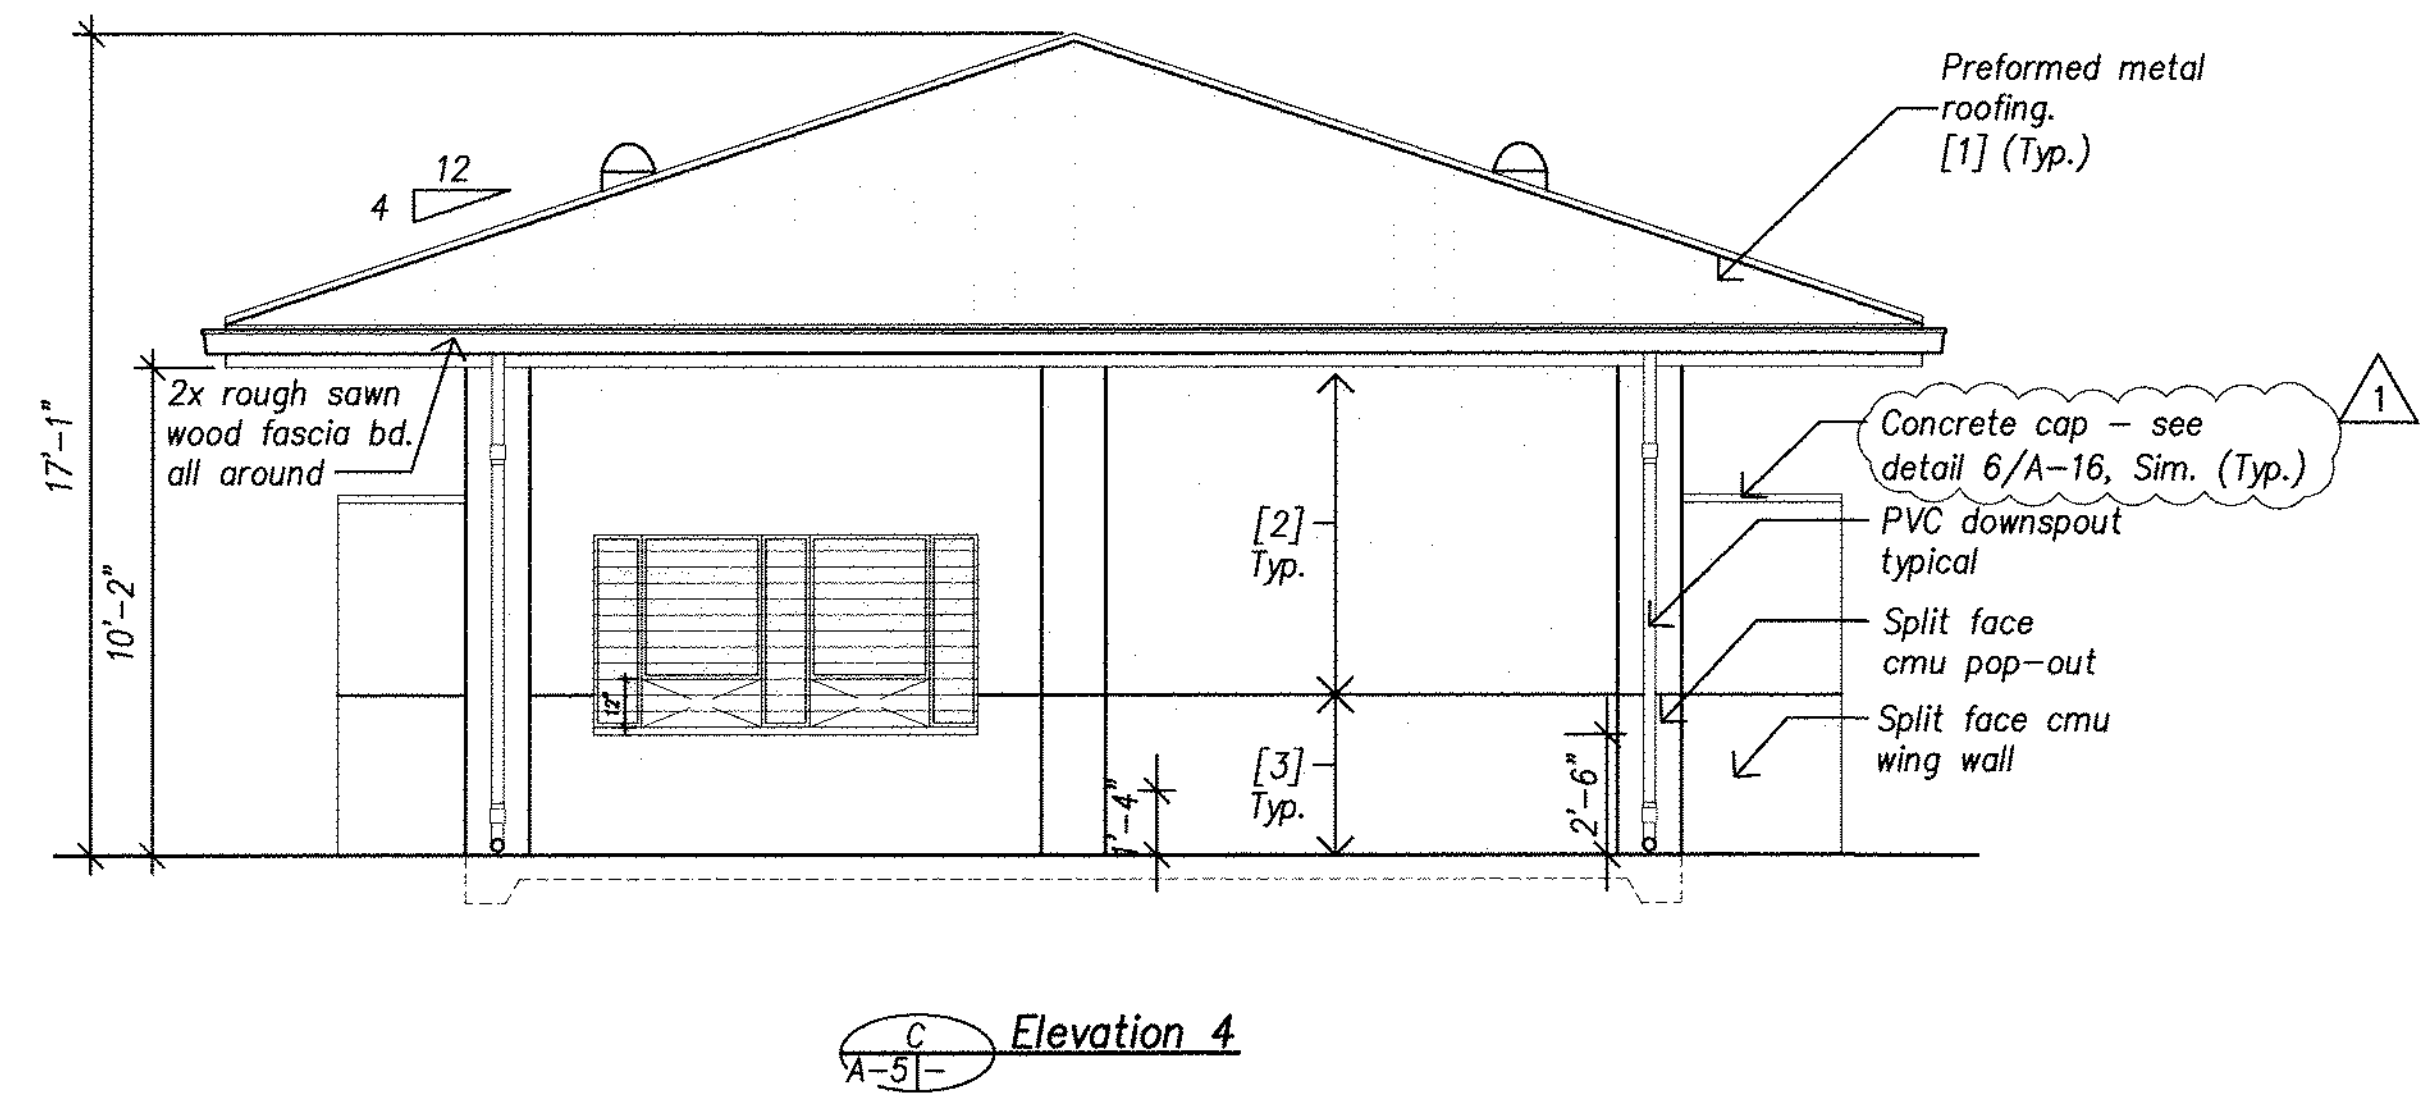 Preformed metal
roofing.
[1] (Typ.)
12
4
17'-1"
10'-2"
2x rough sawn
wood fascia bd.
all around
1
Concrete cap – see
detail 6/A-16, Sim. (Typ.)
PVC downspout
typical
[2]
Typ.
Split face
cmu pop-out
12"
Split face cmu
wing wall
[3]
Typ.
1'-4"
2'-6"
C
A-5 -
Elevation 4